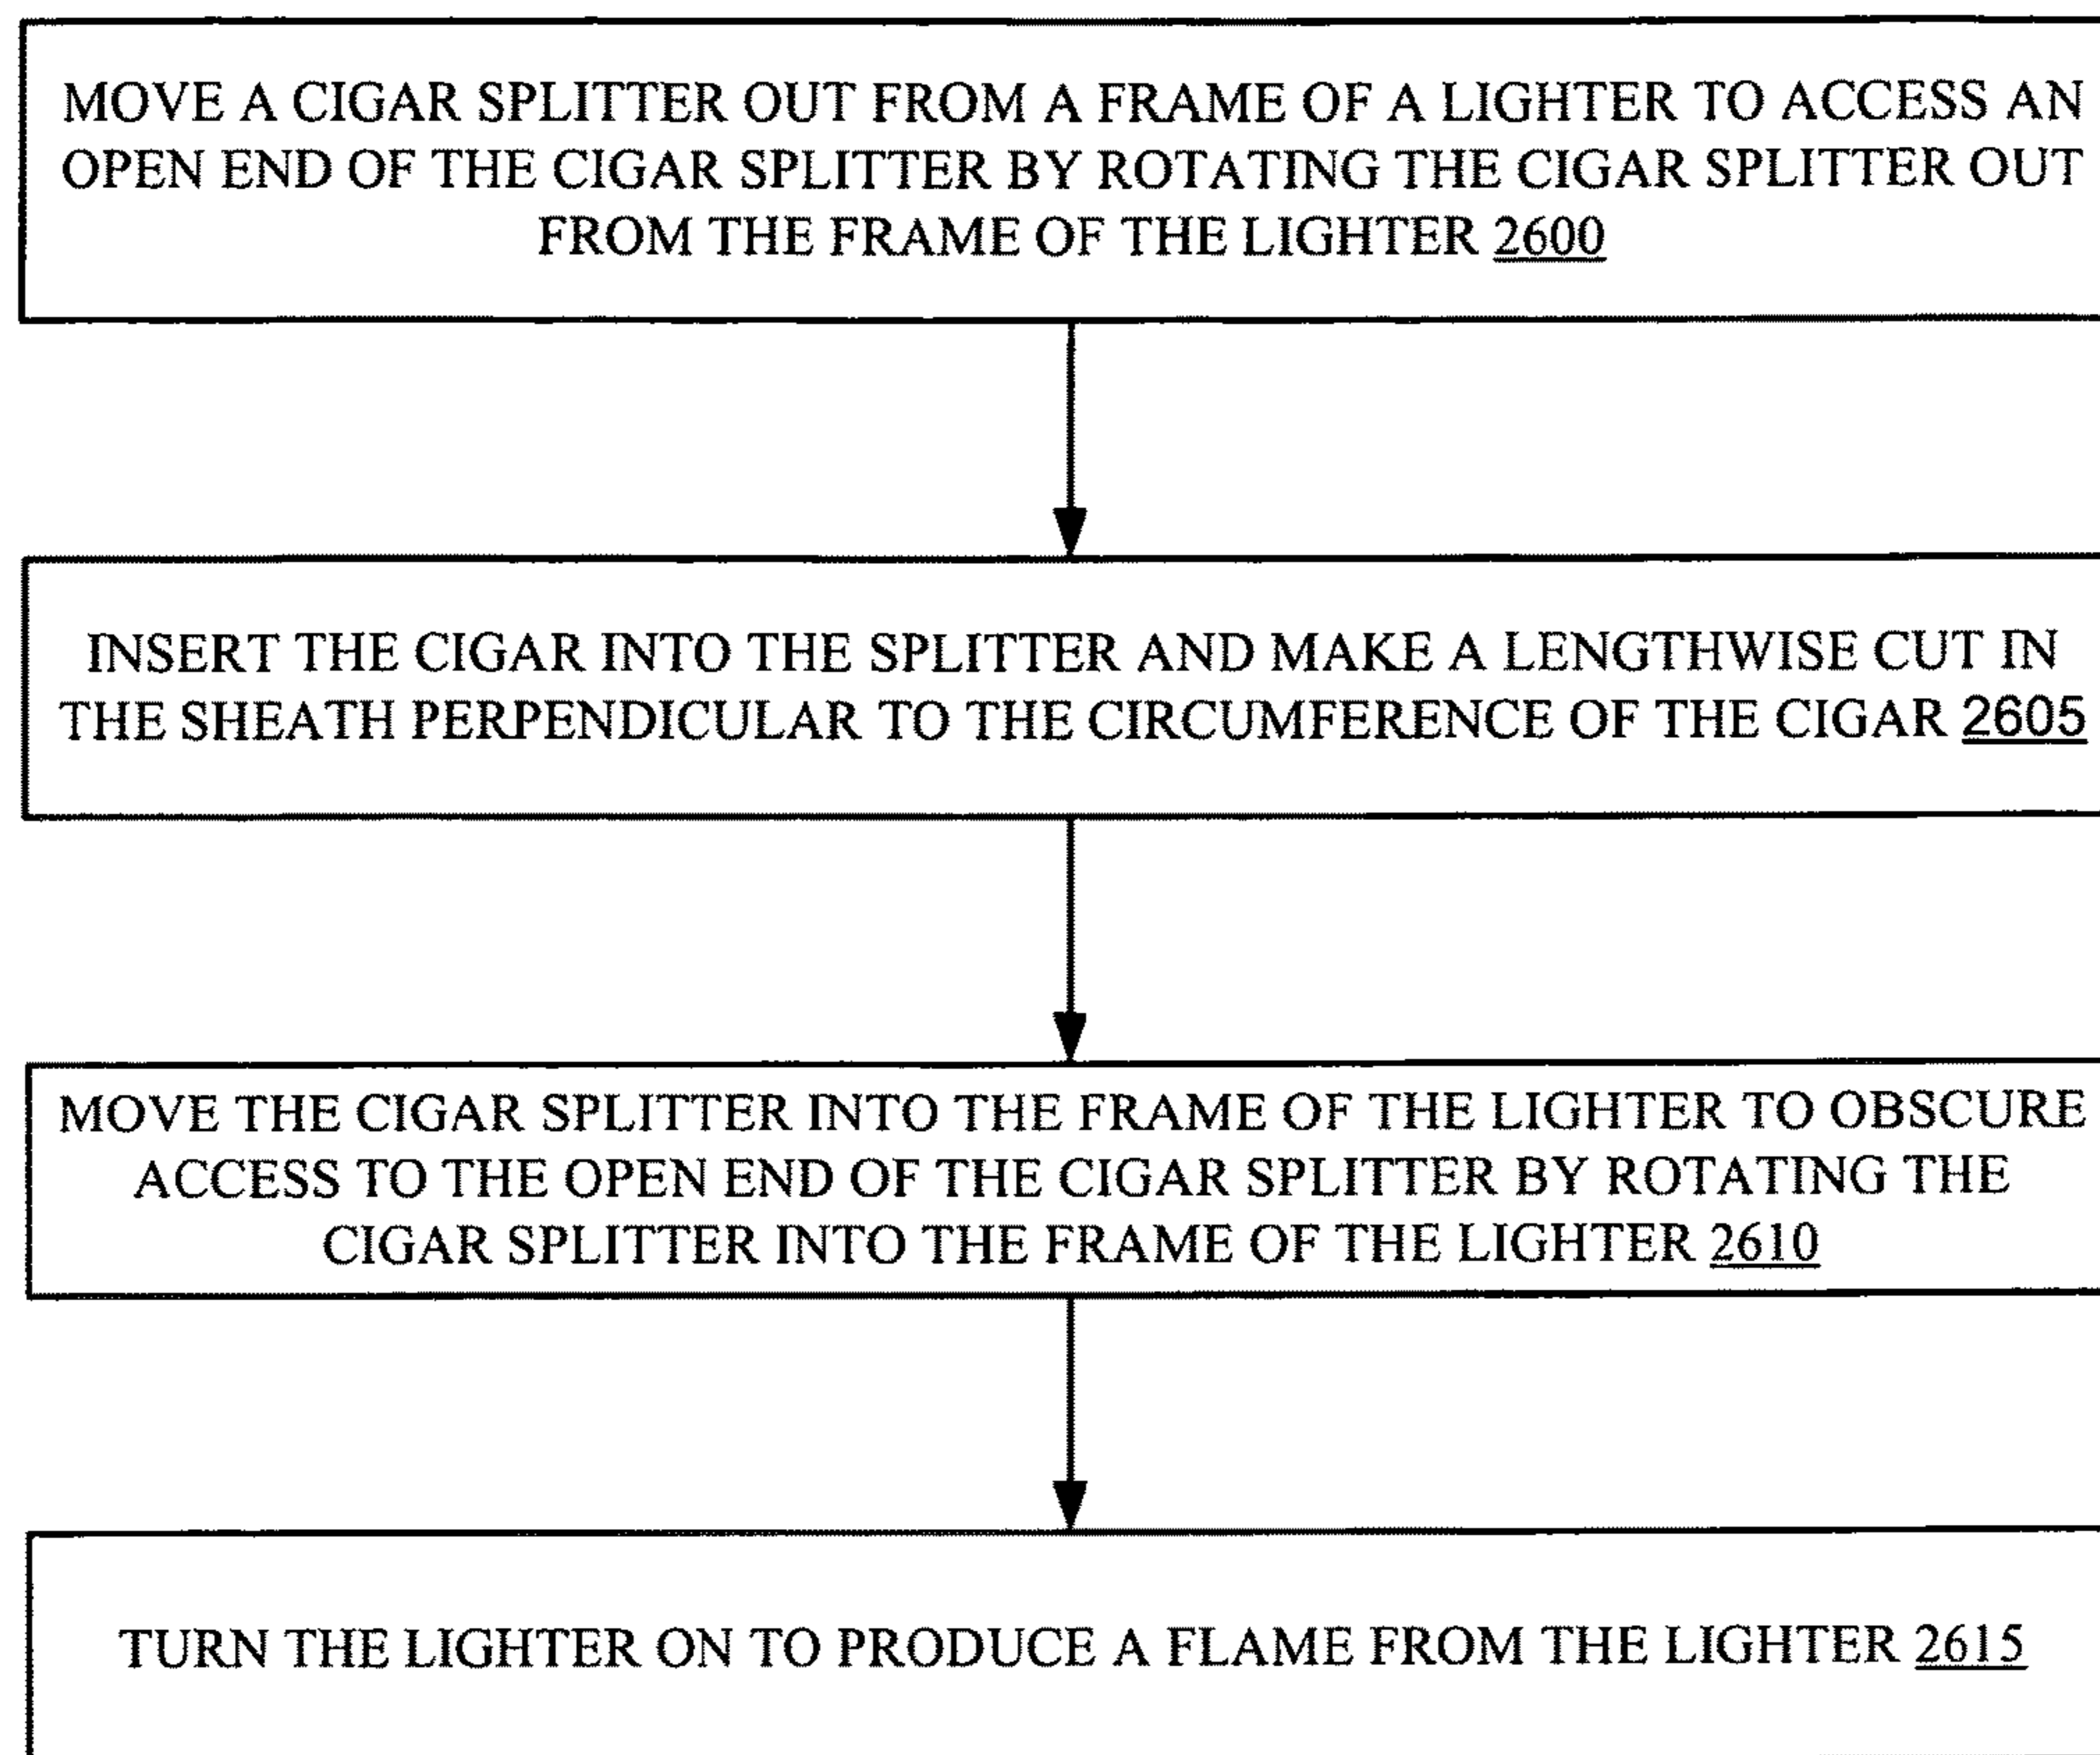 MOVE A CIGAR SPLITTER OUT FROM A FRAME OF A LIGHTER TO ACCESS AN
OPEN END OF THE CIGAR SPLITTER BY ROTATING THE CIGAR SPLITTER OUT
FROM THE FRAME OF THE LIGHTER 2600
INSERT THE CIGAR INTO THE SPLITTER AND MAKE A LENGTHWISE CUT IN
THE SHEATH PERPENDICULAR TO THE CIRCUMFERENCE OF THE CIGAR 2605
MOVE THE CIGAR SPLITTER INTO THE FRAME OF THE LIGHTER TO OBSCURE
ACCESS TO THE OPEN END OF THE CIGAR SPLITTER BY ROTATING THE
CIGAR SPLITTER INTO THE FRAME OF THE LIGHTER 2610
TURN THE LIGHTER ON TO PRODUCE A FLAME FROM THE LIGHTER 2615